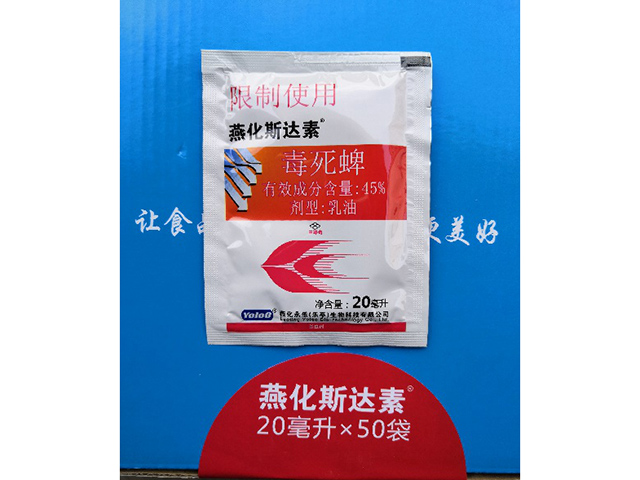 限制使用
燕化斯达素®
毒死蜱
有效成分含量:45%
剂型:乳油
让食
更美好
净含量:20毫升
YoloO
燕化永乐(乐亭)生物科技有限公司
燕化斯达素®
20毫升×50袋